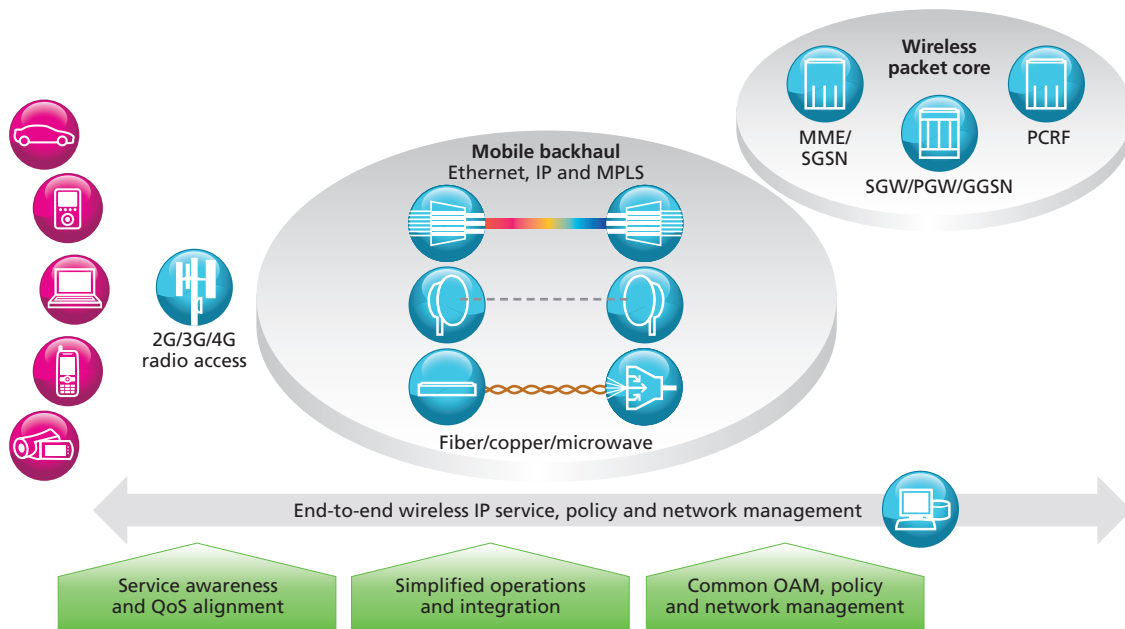 Wireless
packet core
MME/
SGSN
PCRF
SGW/PGW/GGSN
Mobile backhaul
Ethernet, IP and MPLS
2G/3G/4G
radio access
Fiber/copper/microwave
End-to-end wireless IP service, policy and network management
Service awareness
and QoS alignment
Simplified operations
and integration
Common OAM, policy
and network management